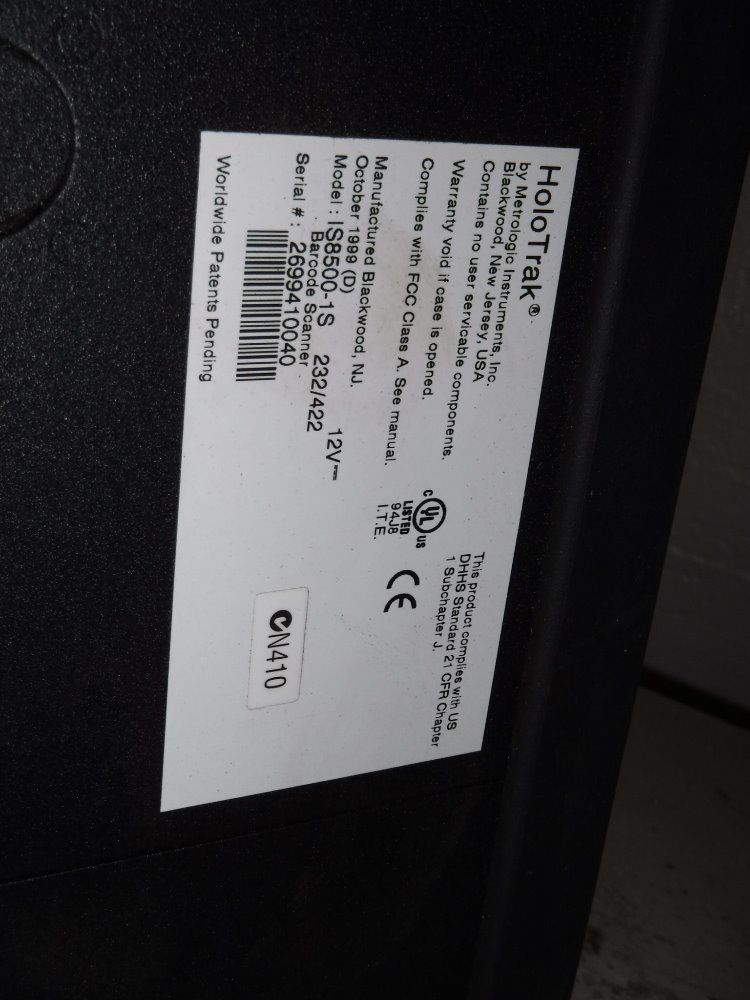 HoloTrak®
by Metrologic Instruments, Inc.
Blackwood, New Jersey, USA
Contains no user servicable components.
Warranty void if case is opened.
Complies with FCC Class A. See manual.
Manufactured Blackwood, NJ.
October 1999 (D)
Model : IS8500-1S 232/422 12V⎓
Barcode Scanner
Serial # : 2699410040
Worldwide Patents Pending
This product complies with US
DHHS Standard 21 CFR Chapter
1 Subchapter J.
C UL US
LISTED
94J8
I.T.E.
CE
N410